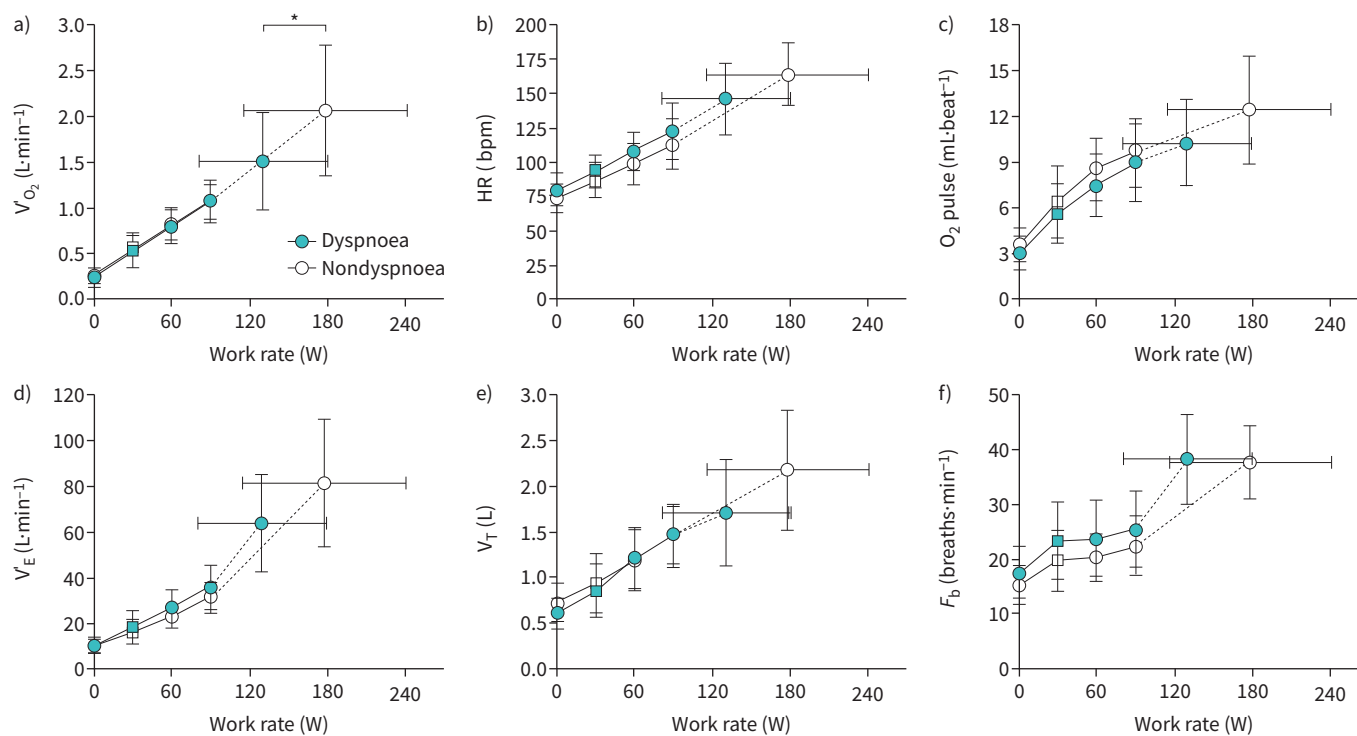 a)
3.0
2.5
2.0
1.5
1.0
0.5
0.0
V′O₂ (L·min⁻¹)
*
Dyspnoea
Nondyspnoea
0 60 120 180 240
Work rate (W)
b)
200
175
150
125
100
75
50
25
0
HR (bpm)
0 60 120 180 240
Work rate (W)
c)
18
15
12
9
6
3
0
O₂ pulse (mL·beat⁻¹)
0 60 120 180 240
Work rate (W)
d)
120
100
80
60
40
20
0
V′E (L·min⁻¹)
0 60 120 180 240
Work rate (W)
e)
3.0
2.5
2.0
1.5
1.0
0.5
0.0
VT (L)
0 60 120 180 240
Work rate (W)
f)
50
40
30
20
10
0
Fb (breaths·min⁻¹)
0 60 120 180 240
Work rate (W)